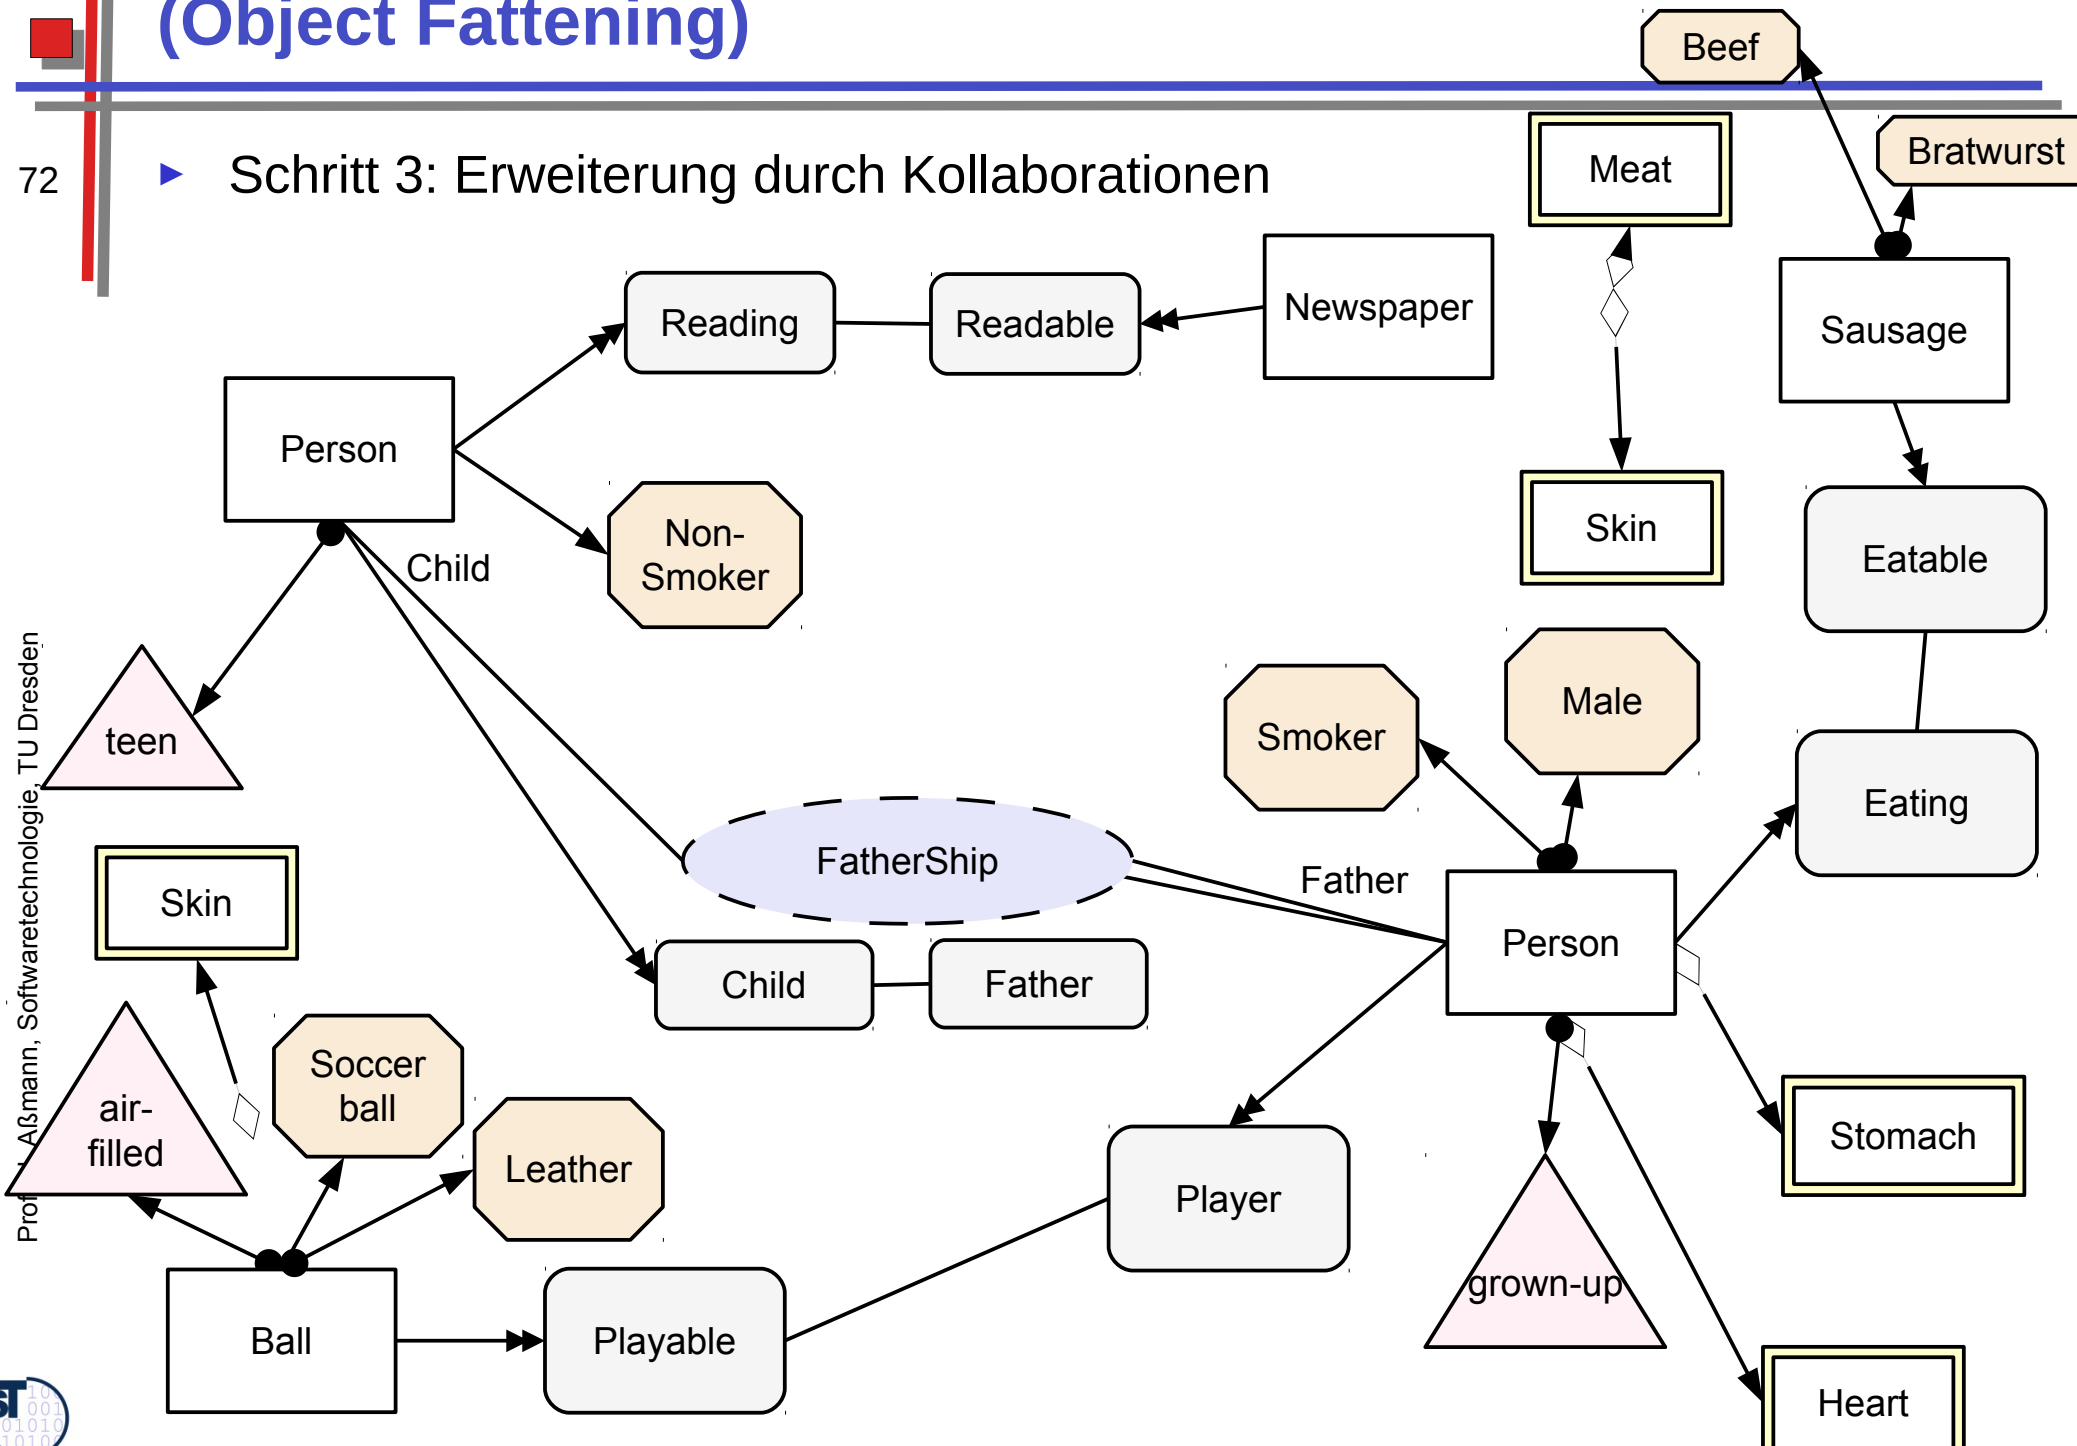 (Object Fattening)
72
► Schritt 3: Erweiterung durch Kollaborationen
Beef
Bratwurst
Meat
Newspaper
Reading
Readable
Sausage
Person
Non-
Smoker
Skin
Eatable
Child
teen
Smoker
Male
Eating
FatherShip
Father
Skin
Person
Child
Father
Soccer
ball
air-
filled
Leather
Stomach
Player
grown-up
Ball
Playable
Heart
Aßmann, Softwaretechnologie, TU Dresden
Prof
ST